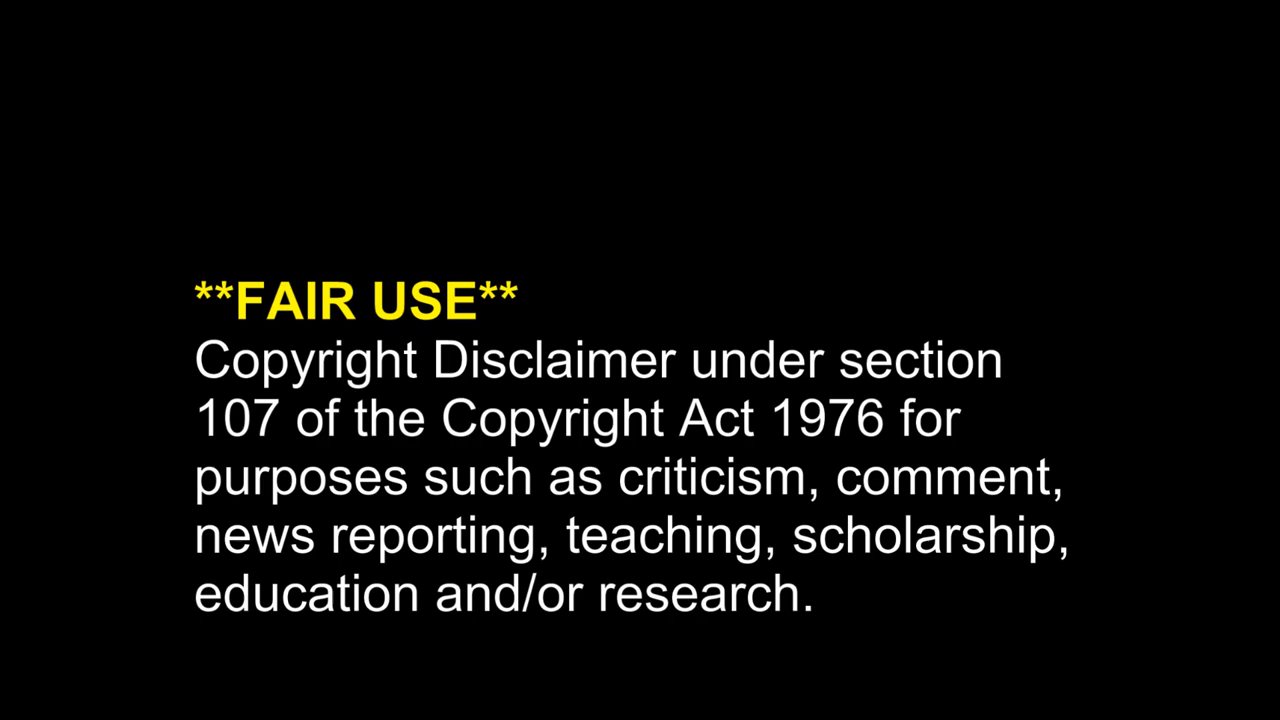 **FAIR USE**
Copyright Disclaimer under section
107 of the Copyright Act 1976 for
purposes such as criticism, comment,
news reporting, teaching, scholarship,
education and/or research.